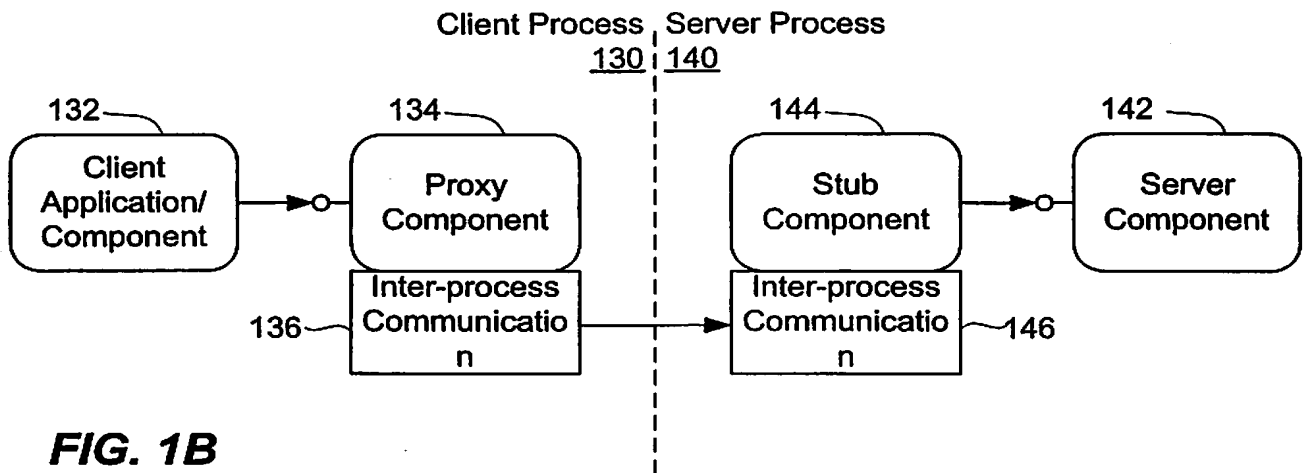 Client Process
Server Process
130
140
132
134
144
142
Client
Application/
Component
Proxy
Component
Stub
Component
Server
Component
136
Inter-process
Communicatio
n
Inter-process
Communicatio
n
146
FIG. 1B